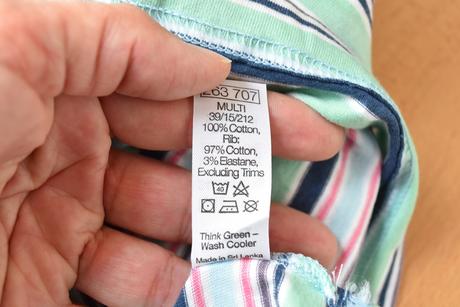 263 707
MULTI
39/15/212
100% Cotton,
Rib:
97% Cotton,
3% Elastane,
Excluding Trims
40
Think Green –
Wash Cooler
Made in Sri Lanka